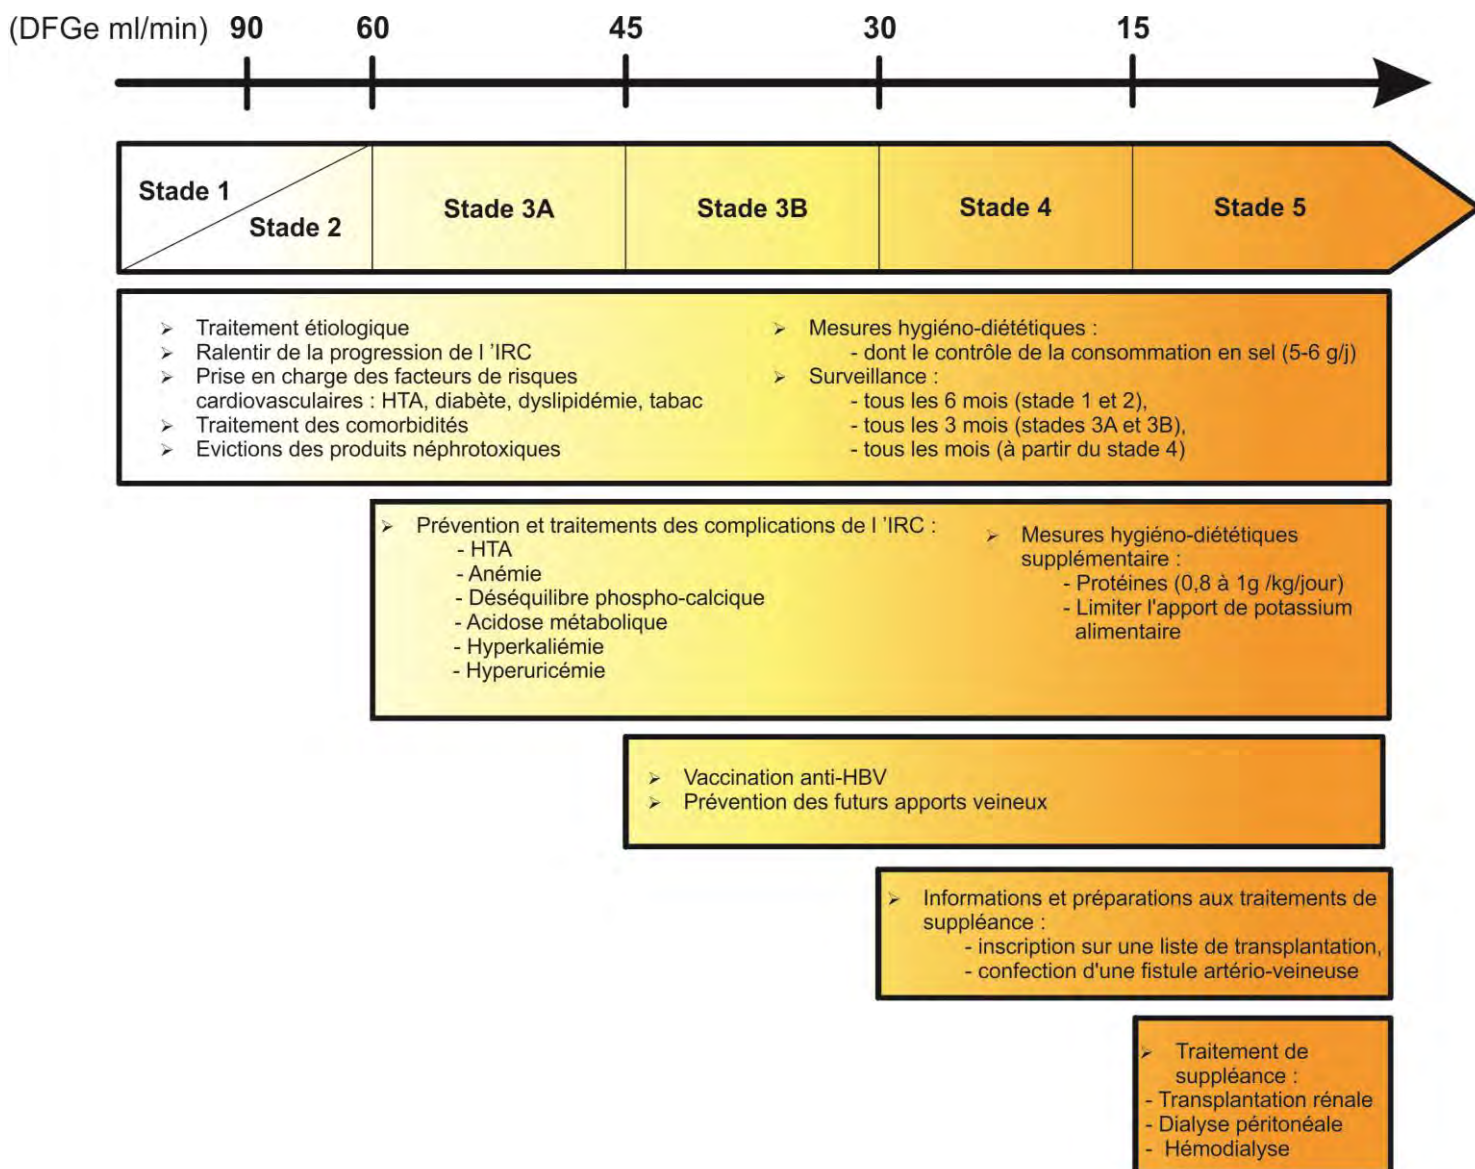 (DFGe ml/min) 90 60 45 30 15
Stade 1
Stade 2
Stade 3A
Stade 3B
Stade 4
Stade 5
➢ Traitement étiologique
➢ Ralentir de la progression de l 'IRC
➢ Prise en charge des facteurs de risques
cardiovasculaires : HTA, diabète, dyslipidémie, tabac
➢ Traitement des comorbidités
➢ Evictions des produits néphrotoxiques
➢ Mesures hygiéno-diététiques :
- dont le contrôle de la consommation en sel (5-6 g/j)
➢ Surveillance :
- tous les 6 mois (stade 1 et 2),
- tous les 3 mois (stades 3A et 3B),
- tous les mois (à partir du stade 4)
➢ Prévention et traitements des complications de l 'IRC :
- HTA
- Anémie
- Déséquilibre phospho-calcique
- Acidose métabolique
- Hyperkaliémie
- Hyperuricémie
➢ Mesures hygiéno-diététiques
supplémentaire :
- Protéines (0,8 à 1g /kg/jour)
- Limiter l'apport de potassium
alimentaire
➢ Vaccination anti-HBV
➢ Prévention des futurs apports veineux
➢ Informations et préparations aux traitements de
suppléance :
- inscription sur une liste de transplantation,
- confection d'une fistule artério-veineuse
➢ Traitement de
suppléance :
- Transplantation rénale
- Dialyse péritonéale
- Hémodialyse